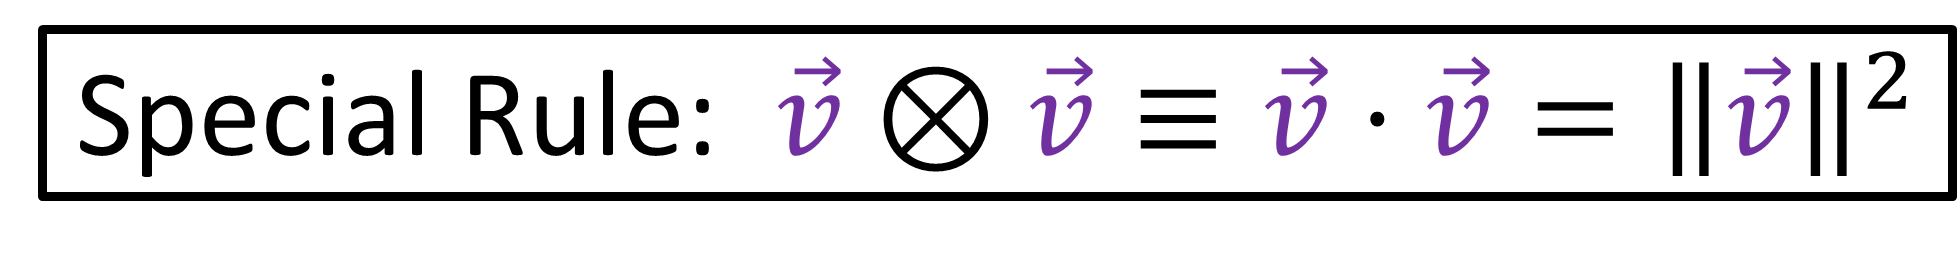 Special Rule: v⃗ ⊗ v⃗ ≡ v⃗ · v⃗ = ‖v⃗‖²